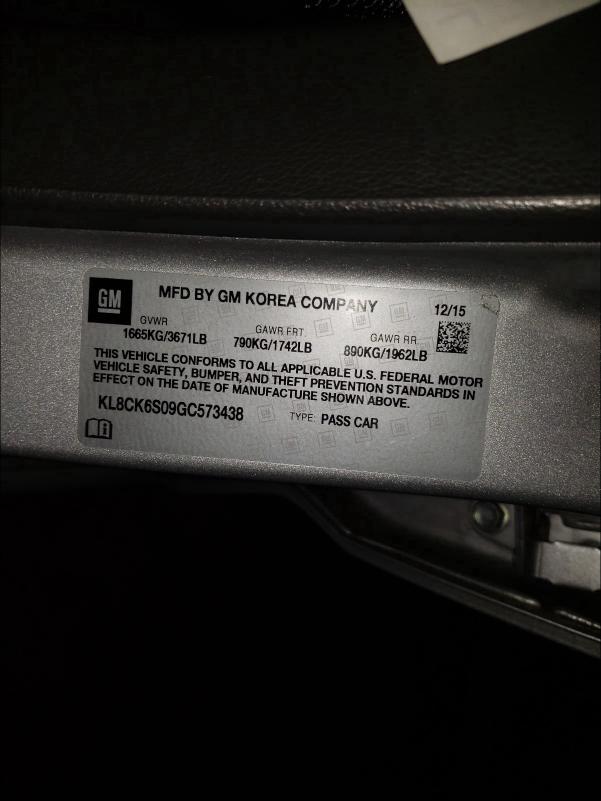 GM
MFD BY GM KOREA COMPANY
12/15
GVWR
1665KG/3671LB
GAWR FRT
790KG/1742LB
GAWR RR
890KG/1962LB
THIS VEHICLE CONFORMS TO ALL APPLICABLE U.S. FEDERAL MOTOR
VEHICLE SAFETY, BUMPER, AND THEFT PREVENTION STANDARDS IN
EFFECT ON THE DATE OF MANUFACTURE SHOWN ABOVE.
KL8CK6S09GC573438
TYPE: PASS CAR